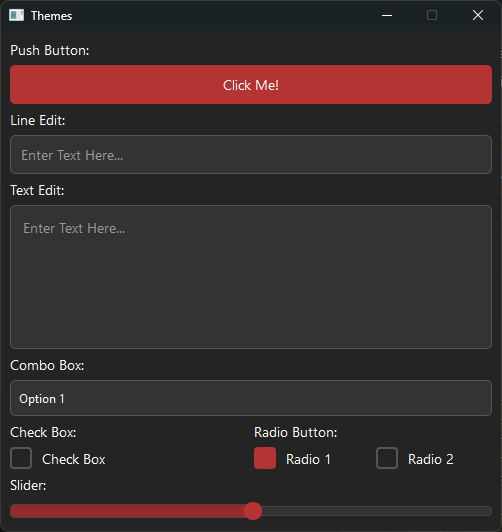 Themes
Push Button:
Click Me!
Line Edit:
Enter Text Here...
Text Edit:
Enter Text Here...
Combo Box:
Option 1
Check Box:
Radio Button:
Check Box
Radio 1
Radio 2
Slider: